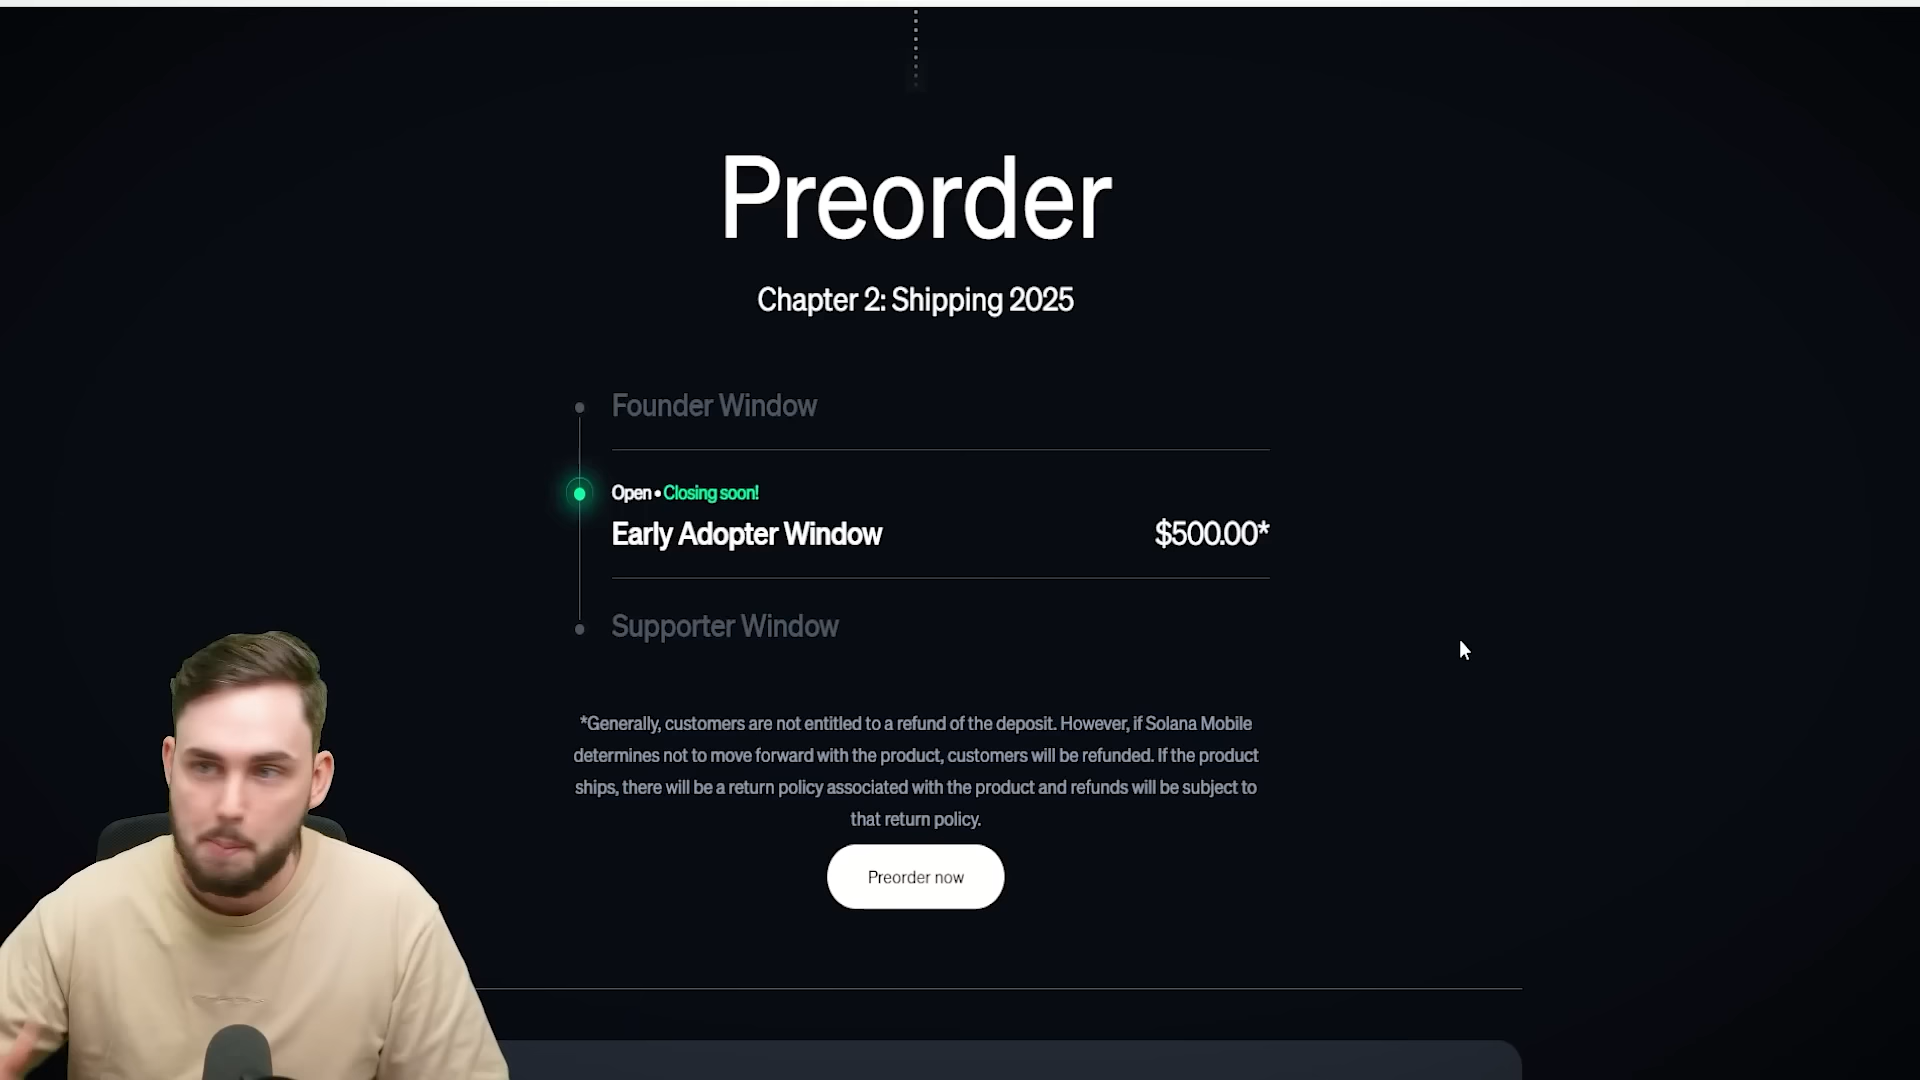 Preorder
Chapter 2: Shipping 2025
Founder Window
Open • Closing soon!
Early Adopter Window $500.00*
Supporter Window
*Generally, customers are not entitled to a refund of the deposit. However, if Solana Mobile
determines not to move forward with the product, customers will be refunded. If the product
ships, there will be a return policy associated with the product and refunds will be subject to
that return policy.
Preorder now